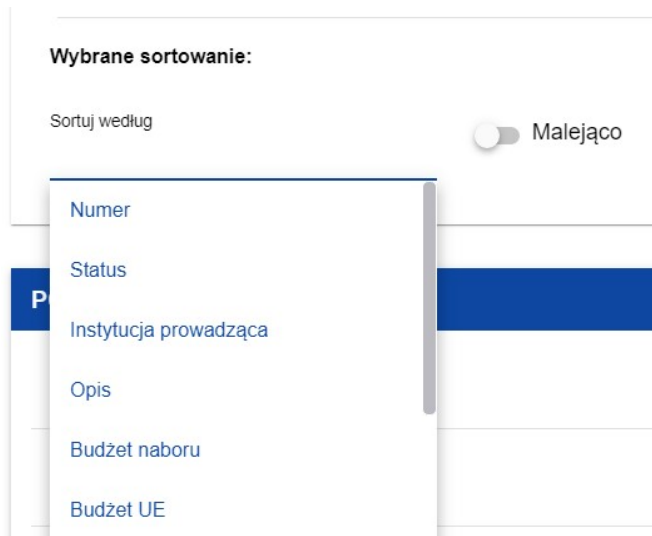 Wybrane sortowanie:
Sortuj według
Malejąco
Numer
Status
Instytucja prowadząca
Opis
Budżet naboru
Budżet UE